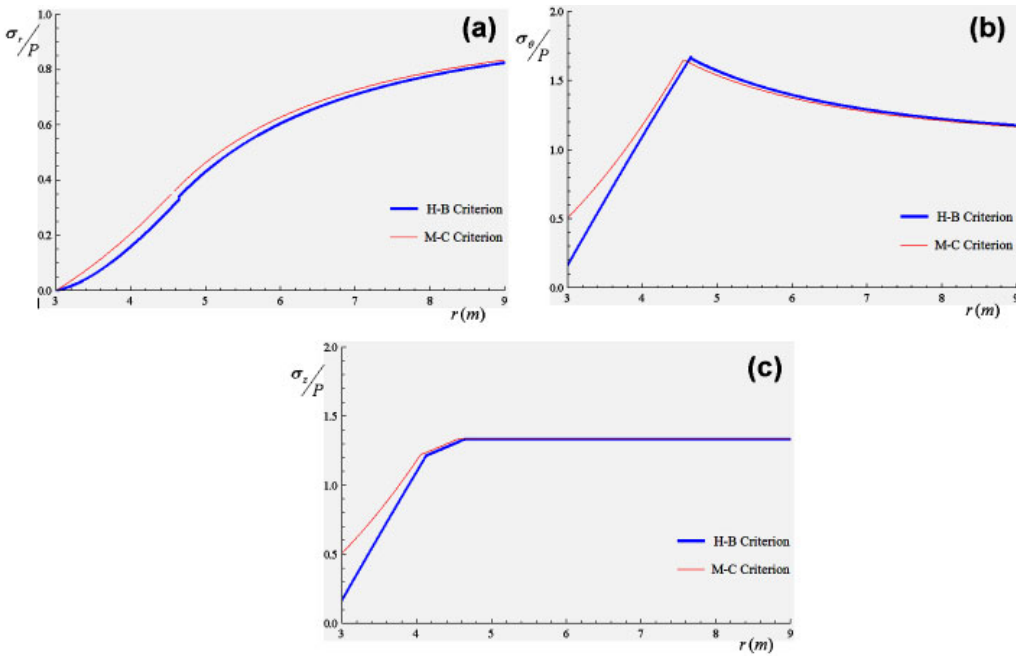 (a)
σr/P
1.0
0.8
0.6
0.4
0.2
0.0
3 4 5 6 7 8 9
r(m)
H-B Criterion
M-C Criterion
(b)
σθ/P
2.0
1.5
1.0
0.5
0.0
3 4 5 6 7 8 9
r(m)
H-B Criterion
M-C Criterion
(c)
σz/P
2.0
1.5
1.0
0.5
0.0
3 4 5 6 7 8 9
r(m)
H-B Criterion
M-C Criterion